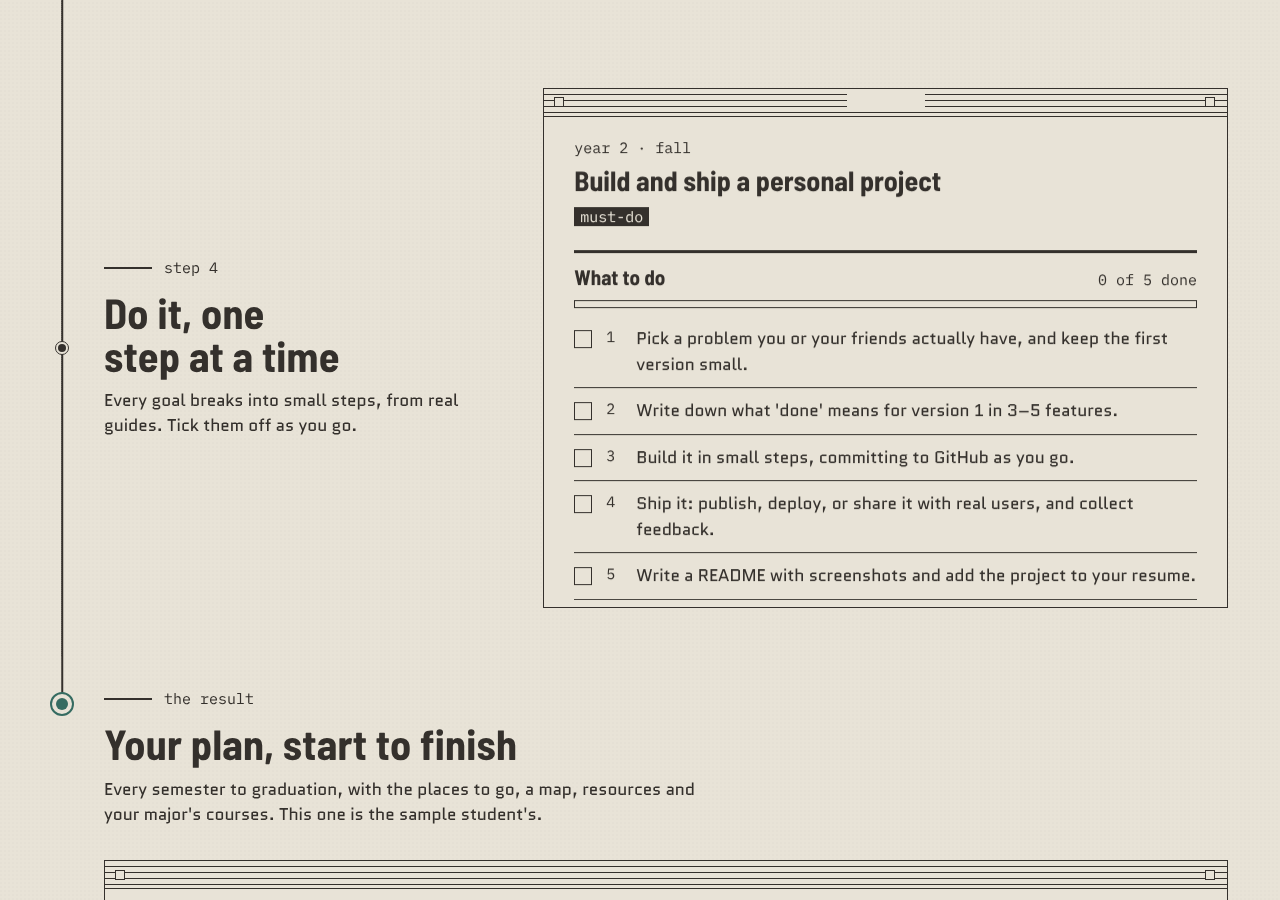 year 2 · fall
Build and ship a personal project
must-do
step 4
Do it, one
step at a time
Every goal breaks into small steps, from real
guides. Tick them off as you go.
What to do
0 of 5 done
1 Pick a problem you or your friends actually have, and keep the first
version small.
2 Write down what 'done' means for version 1 in 3–5 features.
3 Build it in small steps, committing to GitHub as you go.
4 Ship it: publish, deploy, or share it with real users, and collect
feedback.
5 Write a README with screenshots and add the project to your resume.
the result
Your plan, start to finish
Every semester to graduation, with the places to go, a map, resources and
your major's courses. This one is the sample student's.